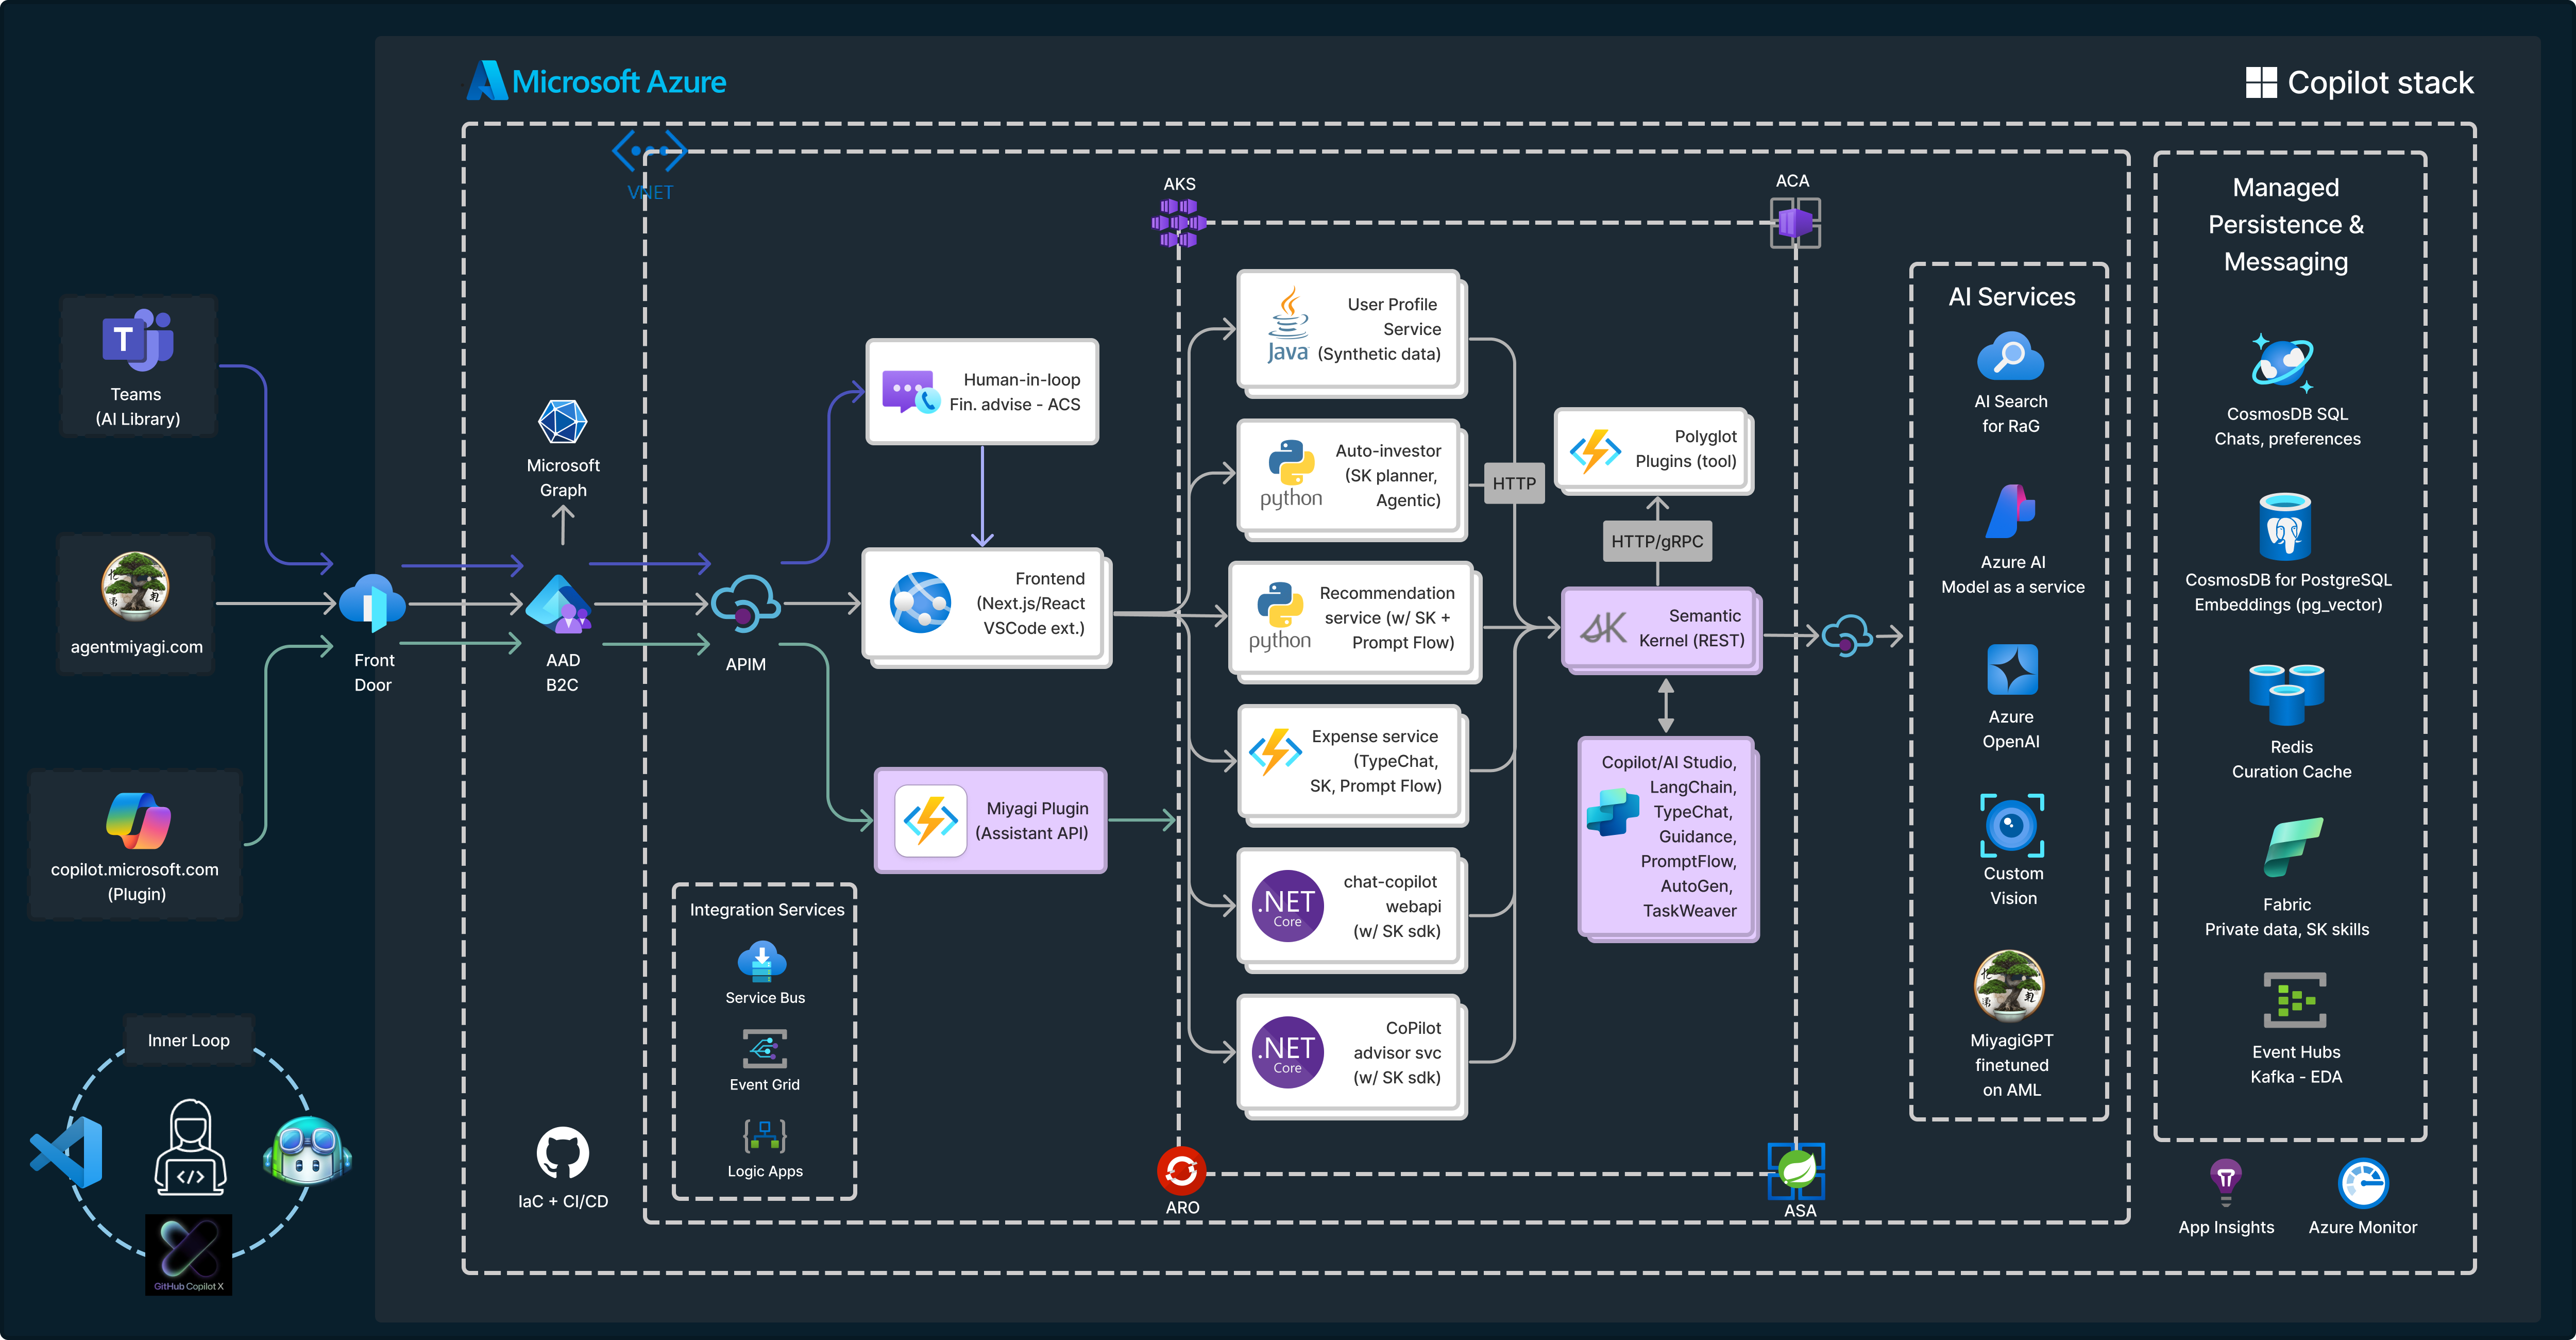 Microsoft Azure
Copilot stack
VNET
AKS
ACA
Managed
Persistence &
Messaging
Teams
(AI Library)
agentmiyagi.com
copilot.microsoft.com
(Plugin)
Front
Door
Microsoft
Graph
AAD
B2C
APIM
Human-in-loop
Fin. advise - ACS
Frontend
(Next.js/React
VSCode ext.)
Miyagi Plugin
(Assistant API)
Integration Services
Service Bus
Event Grid
Logic Apps
IaC + CI/CD
Java
User Profile
Service
(Synthetic data)
python
Auto-investor
(SK planner,
Agentic)
python
Recommendation
service (w/ SK +
Prompt Flow)
Expense service
(TypeChat,
SK, Prompt Flow)
.NET
Core
chat-copilot
webapi
(w/ SK sdk)
.NET
Core
CoPilot
advisor svc
(w/ SK sdk)
HTTP
Polyglot
Plugins (tool)
HTTP/gRPC
SK
Semantic
Kernel (REST)
Copilot/AI Studio,
LangChain,
TypeChat,
Guidance,
PromptFlow,
AutoGen,
TaskWeaver
ARO
ASA
AI Services
AI Search
for RaG
Azure AI
Model as a service
Azure
OpenAI
Custom
Vision
MiyagiGPT
finetuned
on AML
CosmosDB SQL
Chats, preferences
CosmosDB for PostgreSQL
Embeddings (pg_vector)
Redis
Curation Cache
Fabric
Private data, SK skills
Event Hubs
Kafka - EDA
App Insights
Azure Monitor
Inner Loop
GitHub Copilot X